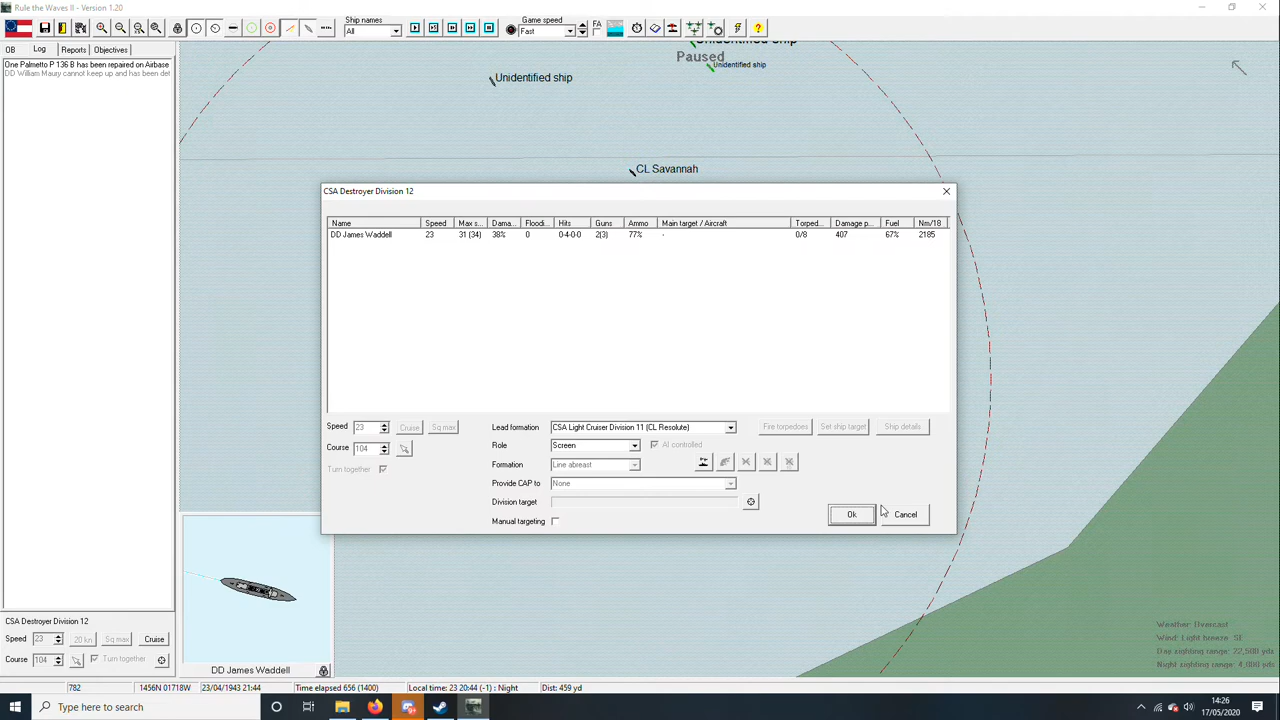 Rule the Waves II - Version 1.20
Ship names
All
Game speed
Fast
FA
OB
Log
Reports
Objectives
One Palmetto P 136 B has been repaired on Airbase
DD William Maury cannot keep up and has been det
Unidentified ship
Paused
Unidentified ship
Unidentified ship
CL Savannah
CSA Destroyer Division 12
Name Speed Max s... Dama... Floodi... Hits Guns Ammo Main target / Aircraft Torped... Damage p... Fuel Nm/18
DD James Waddell 23 31 (34) 38% 0 0-4-0-0 2(3) 77% - 0/8 407 67% 2185
Speed 23 Cruise Sq max
Course 104
Turn together
Lead formation CSA Light Cruiser Division 11 (CL Resolute)
Role Screen AI controlled
Formation Line abreast
Provide CAP to None
Division target
Manual targeting
Fire torpedoes Set ship target Ship details
Ok Cancel
CSA Destroyer Division 12
Speed 23 20 kn Sq max Cruise
Course 104 Turn together
DD James Waddell
Weather: Overcast
Wind: Light breeze SE
Day sighting range: 22,500 yds
Night sighting range: 4,000 yds
782 1456N 01718W 23/04/1943 21:44 Time elapsed 656 (1400) Local time: 23 20:44 (-1) : Night Dist: 459 yd
Type here to search
14:26
17/05/2020